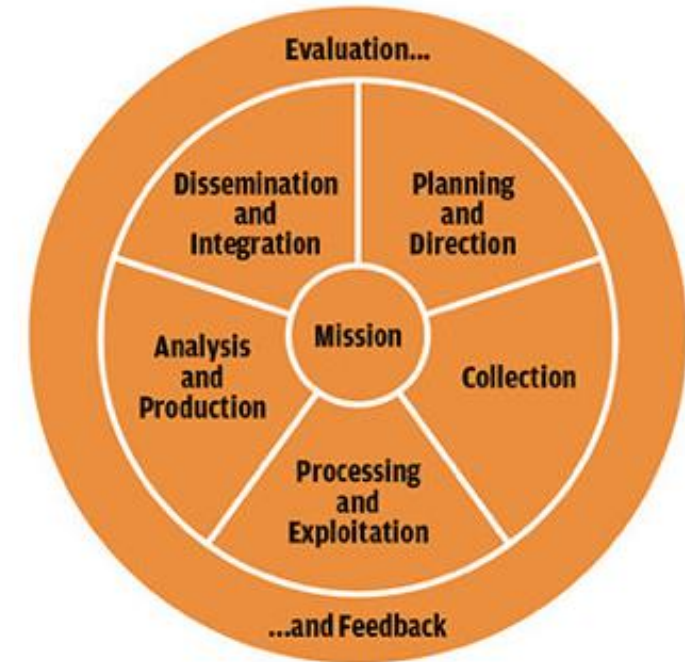 Evaluation...
Dissemination
and
Integration
Planning
and
Direction
Mission
Analysis
and
Production
Collection
Processing
and
Exploitation
...and Feedback